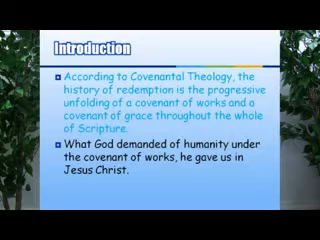 Introduction
According to Covenantal Theology, the
history of redemption is the progressive
unfolding of a covenant of works and a
covenant of grace throughout the whole
of Scripture.
What God demanded of humanity under
the covenant of works, he gave us in
Jesus Christ.